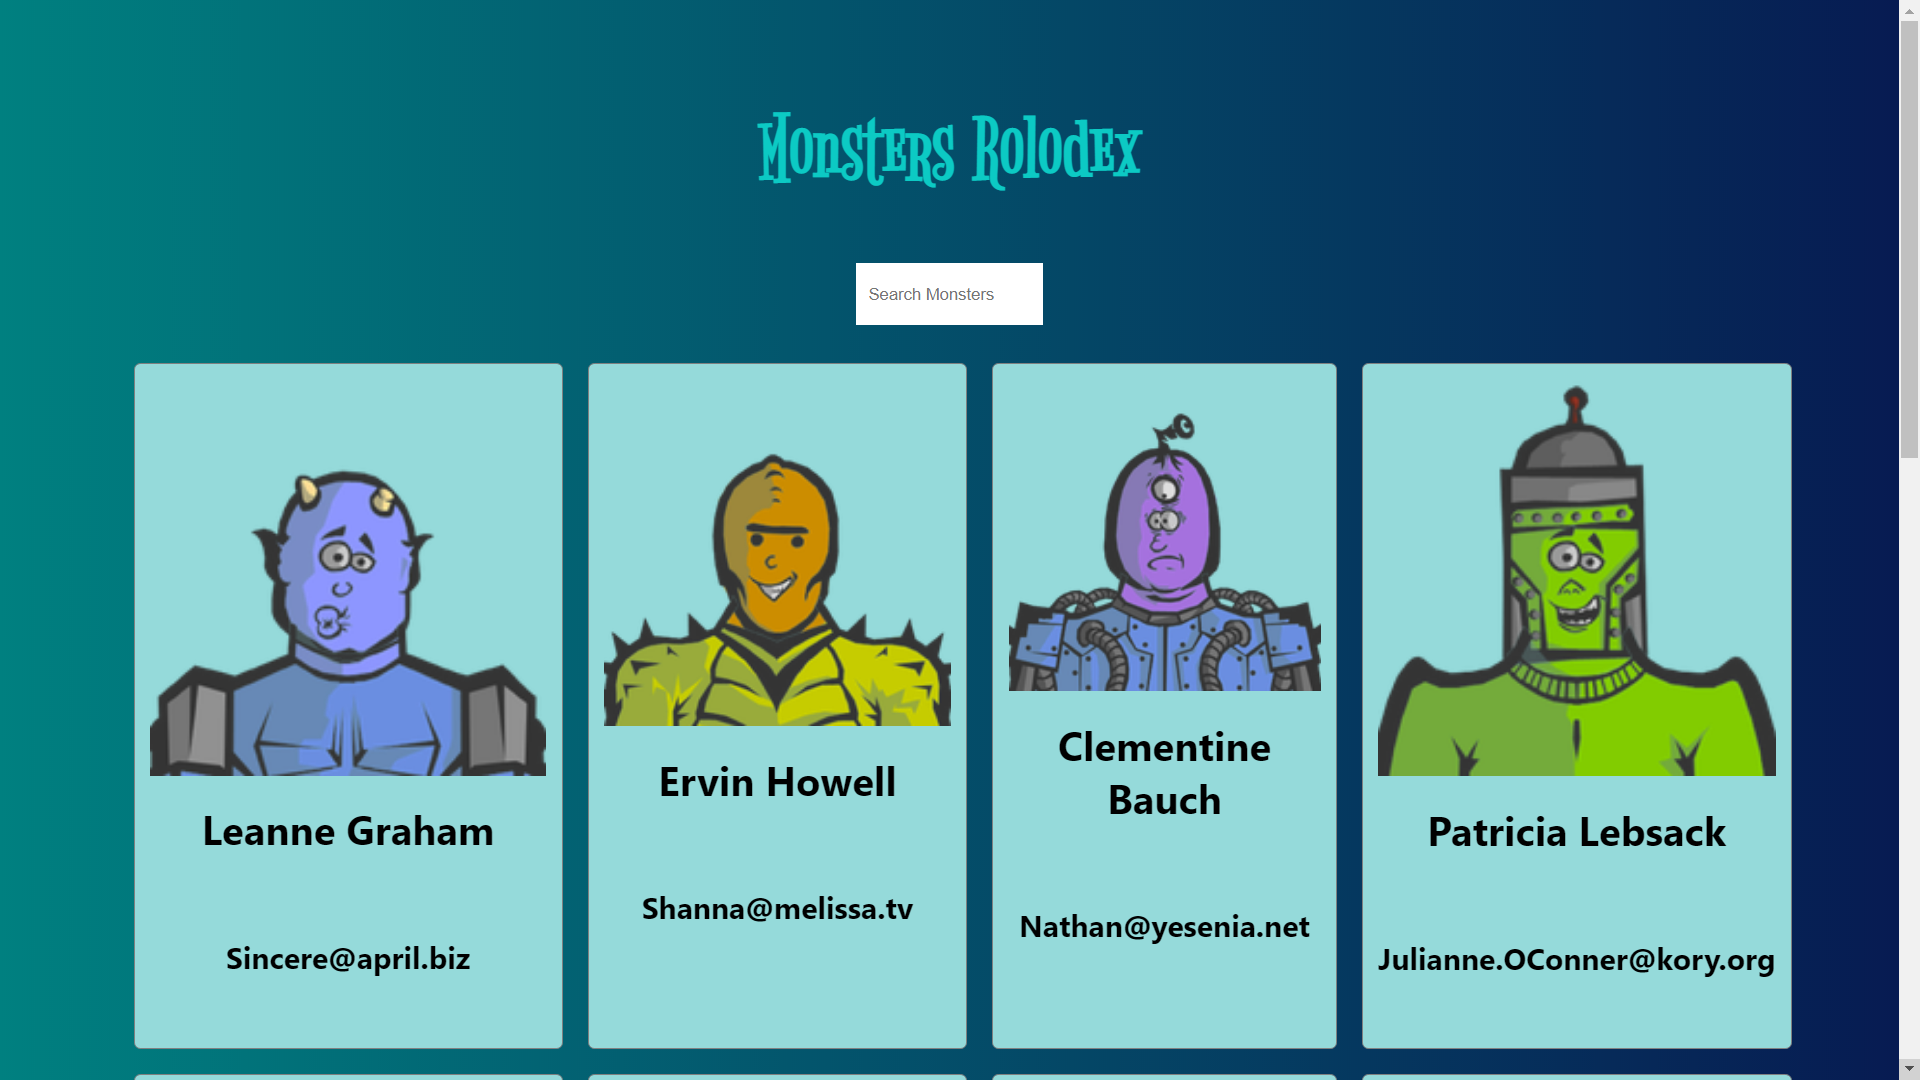 Monsters Rolodex
Search Monsters
Leanne Graham
Sincere@april.biz
Ervin Howell
Shanna@melissa.tv
Clementine
Bauch
Nathan@yesenia.net
Patricia Lebsack
Julianne.OConner@kory.org